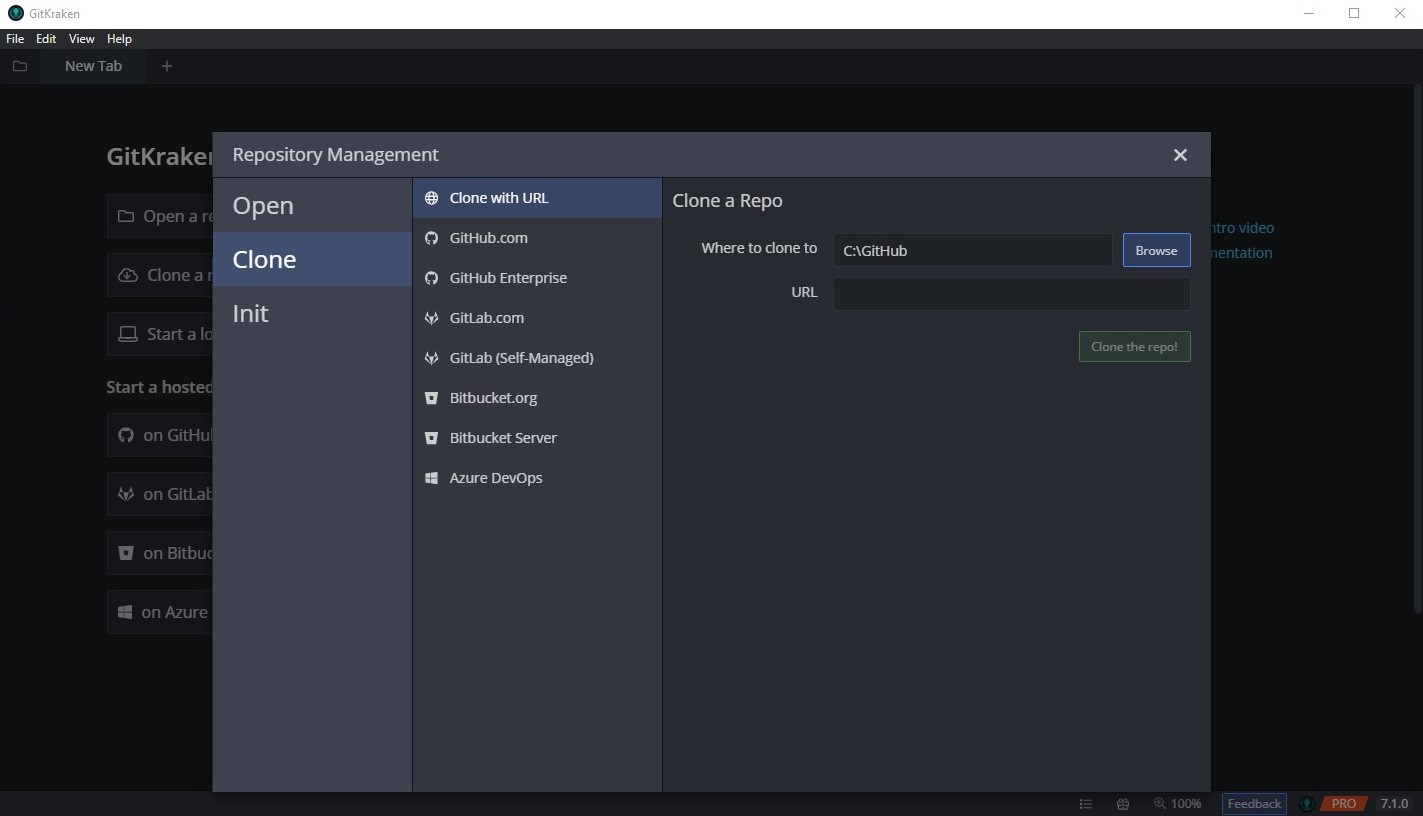 GitKraken
File Edit View Help
New Tab
GitKraken
Repository Management
Open
Clone
Init
Clone with URL
GitHub.com
GitHub Enterprise
GitLab.com
GitLab (Self-Managed)
Bitbucket.org
Bitbucket Server
Azure DevOps
Clone a Repo
Where to clone to
C:\GitHub
Browse
URL
Clone the repo!
Open a re
Clone a r
Start a lo
Start a hosted
on GitHub
on GitLab
on Bitbuc
on Azure
ntro video
mentation
100%
Feedback
PRO
7.1.0